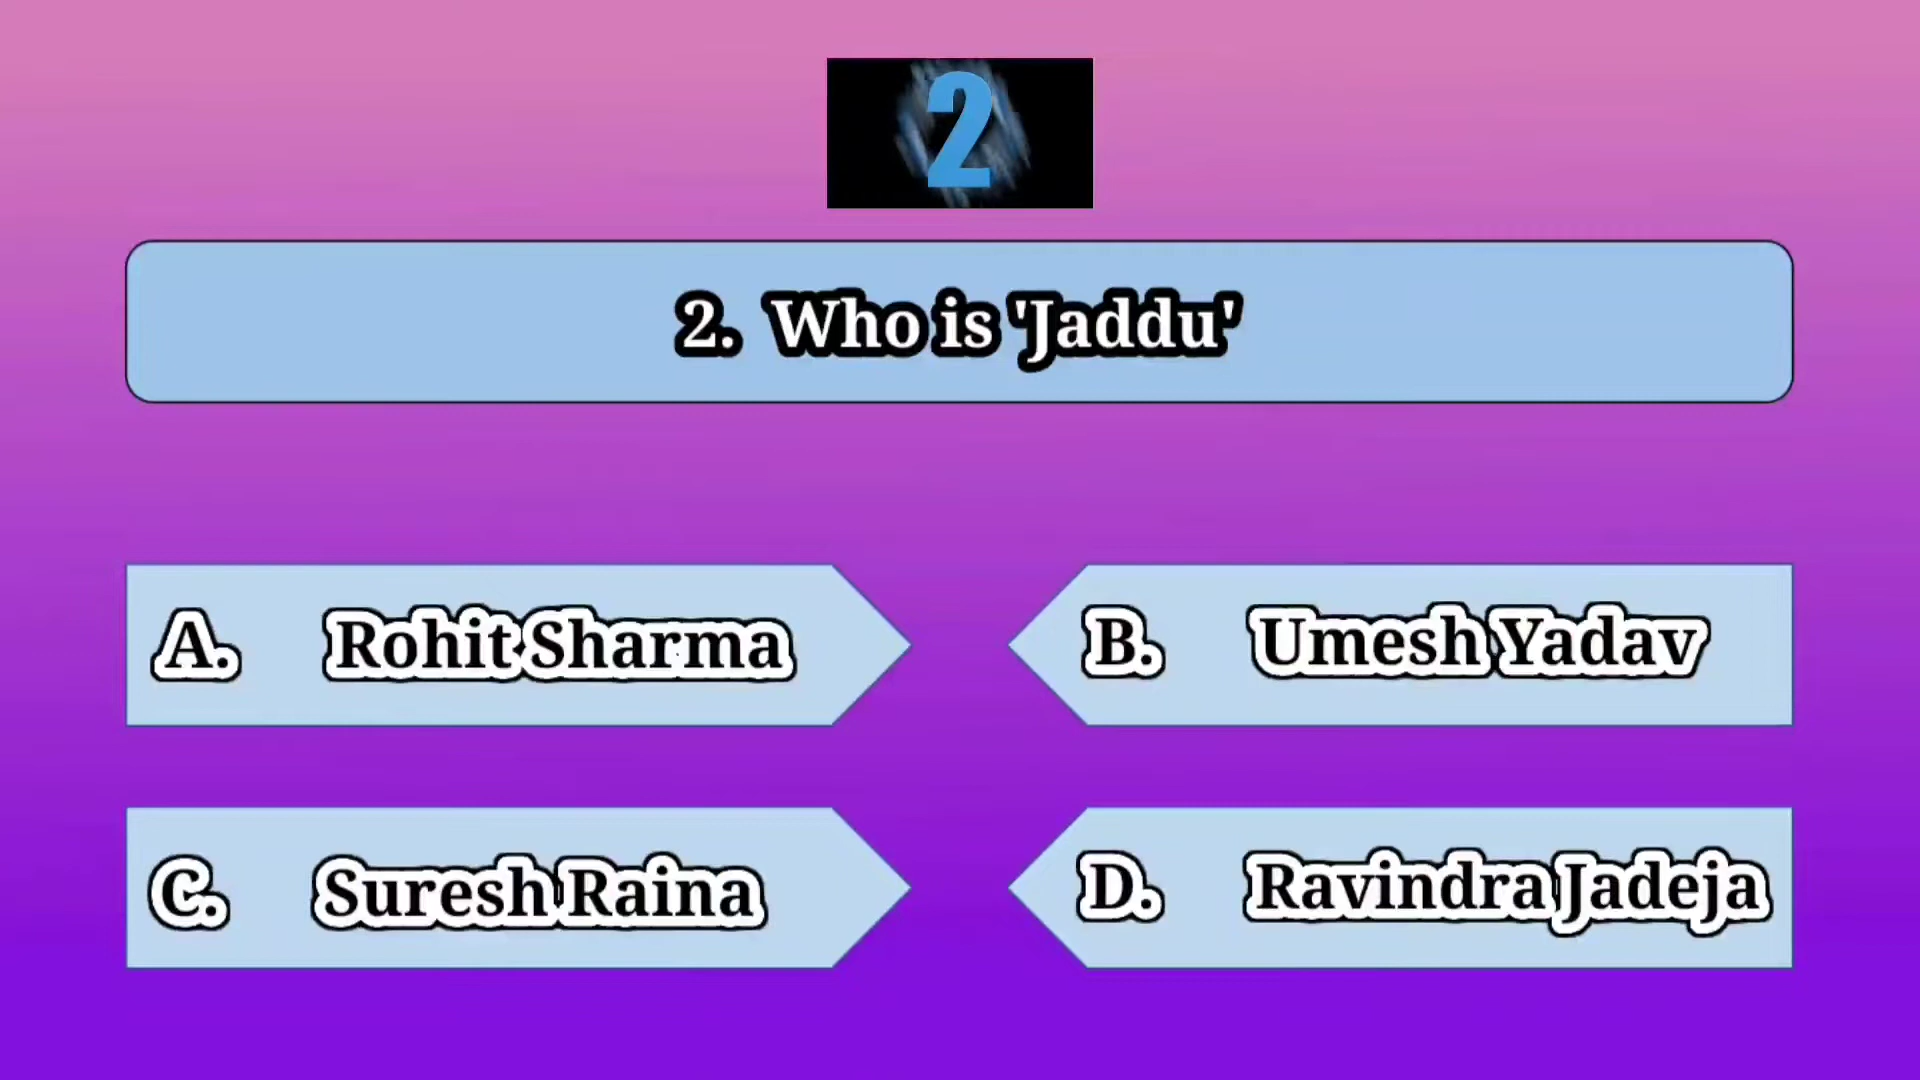 2
2. Who is 'Jaddu'
A. Rohit Sharma
B. Umesh Yadav
C. Suresh Raina
D. Ravindra Jadeja